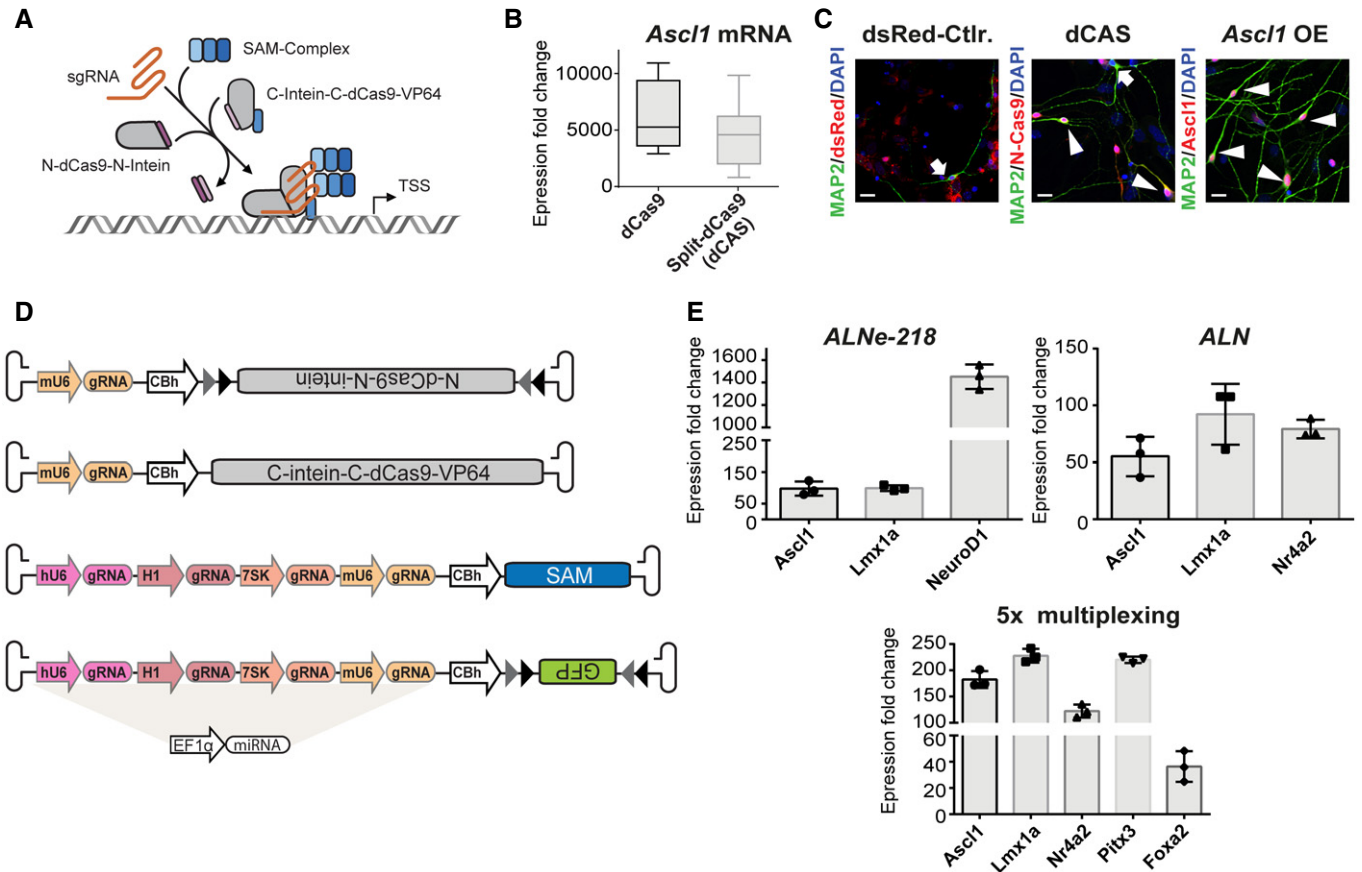 A
SAM-Complex
sgRNA
C-Intein-C-dCas9-VP64
N-dCas9-N-Intein
TSS
B
Ascl1 mRNA
Epression fold change
10000
5000
0
dCas9
Split-dCas9
(dCAS)
C
dsRed-Ctlr.
dCAS
Ascl1 OE
MAP2/dsRed/DAPI
MAP2/N-Cas9/DAPI
MAP2/Ascl1/DAPI
D
mU6 gRNA CBh N-dCas9-N-intein
mU6 gRNA CBh C-intein-C-dCas9-VP64
hU6 gRNA H1 gRNA 7SK gRNA mU6 gRNA CBh SAM
hU6 gRNA H1 gRNA 7SK gRNA mU6 gRNA CBh GFP
EF1α miRNA
E
ALNe-218
Epression fold change
1600
1400
1200
1000
250
150
100
50
0
Ascl1
Lmx1a
NeuroD1
ALN
Epression fold change
150
100
50
0
Ascl1
Lmx1a
Nr4a2
5x multiplexing
Epression fold change
250
200
150
100
60
40
20
0
Ascl1
Lmx1a
Nr4a2
Pitx3
Foxa2